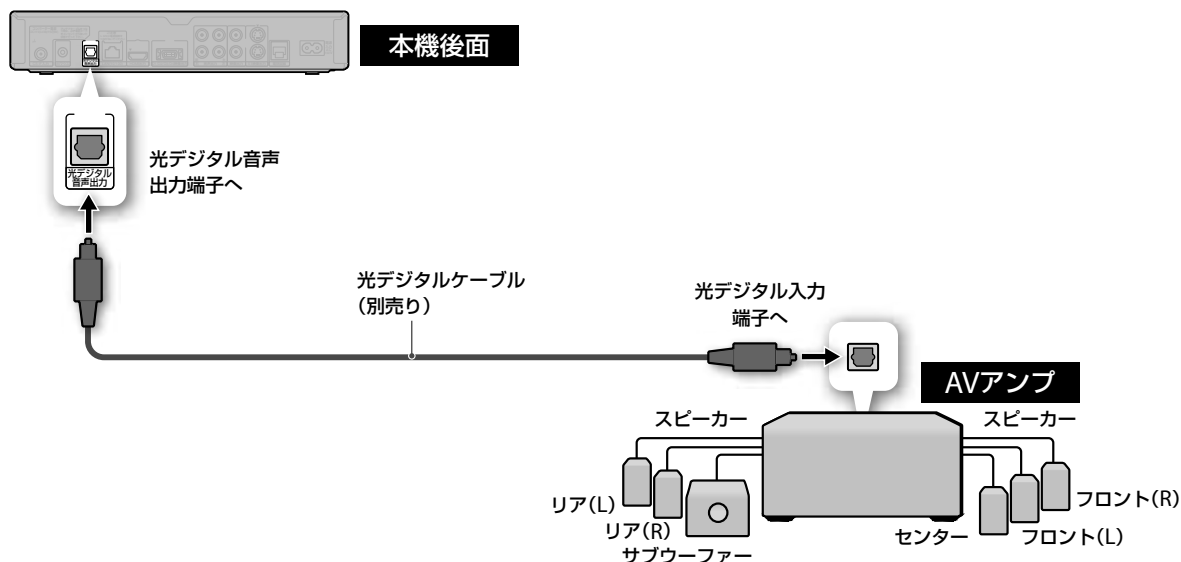 本機後面
光デジタル
音声出力
光デジタル音声
出力端子へ
光デジタルケーブル
（別売り）
光デジタル入力
端子へ
AVアンプ
スピーカー
スピーカー
リア(L)
リア(R)
サブウーファー
センター
フロント(L)
フロント(R)